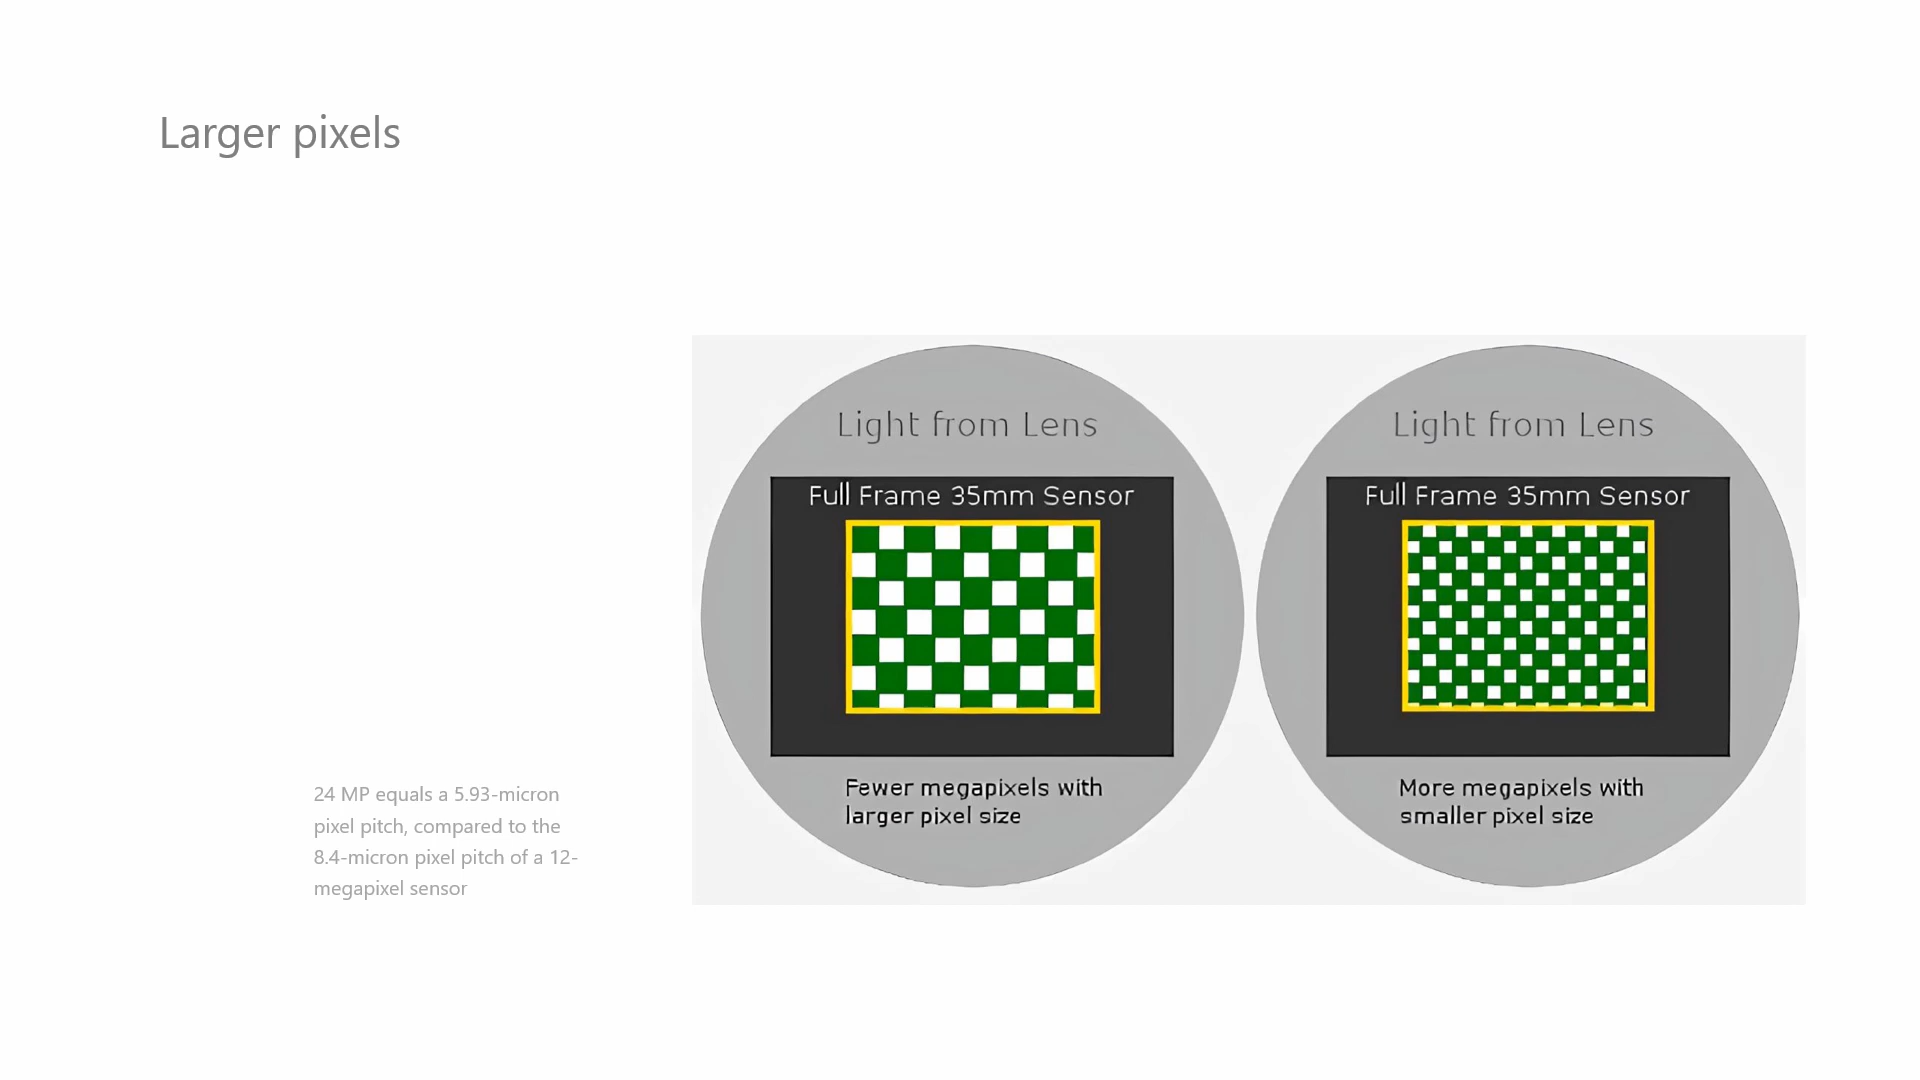 Larger pixels
24 MP equals a 5.93-micron
pixel pitch, compared to the
8.4-micron pixel pitch of a 12-
megapixel sensor
Light from Lens
Full Frame 35mm Sensor
Fewer megapixels with
larger pixel size
Light from Lens
Full Frame 35mm Sensor
More megapixels with
smaller pixel size